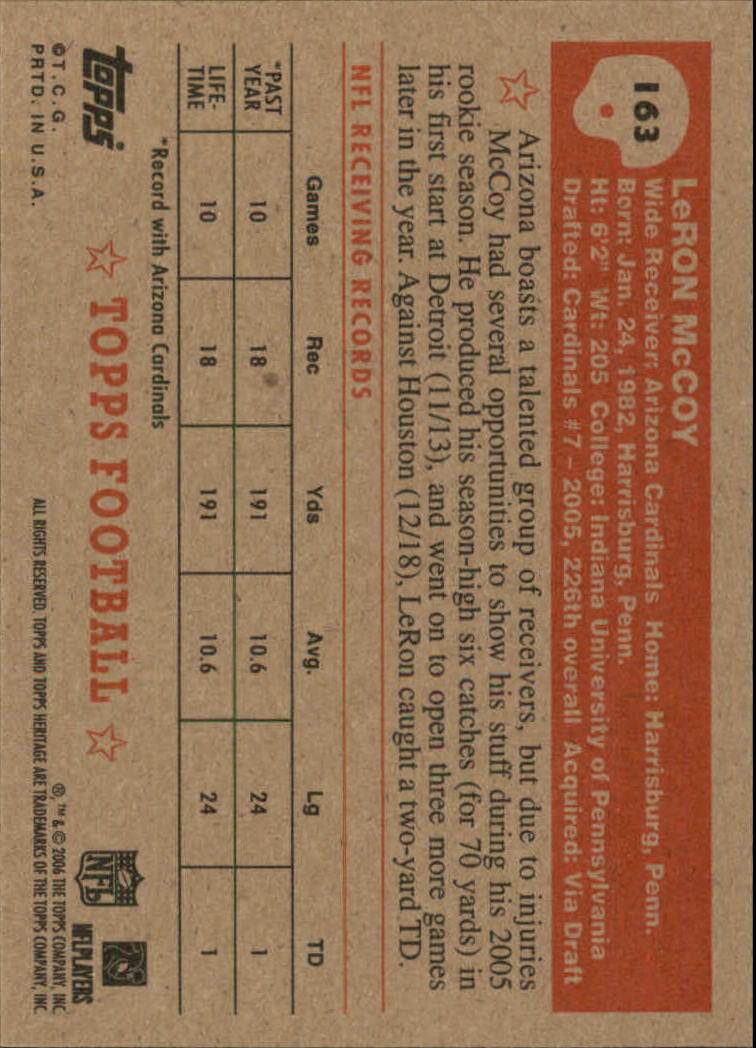 163
LeRON McCOY
Wide Receiver: Arizona Cardinals Home: Harrisburg, Penn.
Born: Jan. 24, 1982, Harrisburg, Penn.
Ht: 6'2" Wt: 205 College: Indiana University of Pennsylvania
Drafted: Cardinals #7 – 2005, 226th overall Acquired: Via Draft
Arizona boasts a talented group of receivers, but due to injuries
McCoy had several opportunities to show his stuff during his 2005
rookie season. He produced his season-high six catches (for 70 yards) in
his first start at Detroit (11/13), and went on to open three more games
later in the year. Against Houston (12/18), LeRon caught a two-yard TD.
NFL RECEIVING RECORDS
Games Rec Yds Avg. Lg TD
*PAST YEAR 10 18 191 10.6 24 1
LIFE-TIME 10 18 191 10.6 24 1
*Record with Arizona Cardinals
topps
TOPPS FOOTBALL
NFL
NFLPLAYERS
©T.C.G.
PRTD. IN U.S.A.
®, ™ & © 2006 THE TOPPS COMPANY, INC.
ALL RIGHTS RESERVED. TOPPS AND TOPPS HERITAGE ARE TRADEMARKS OF THE TOPPS COMPANY, INC.